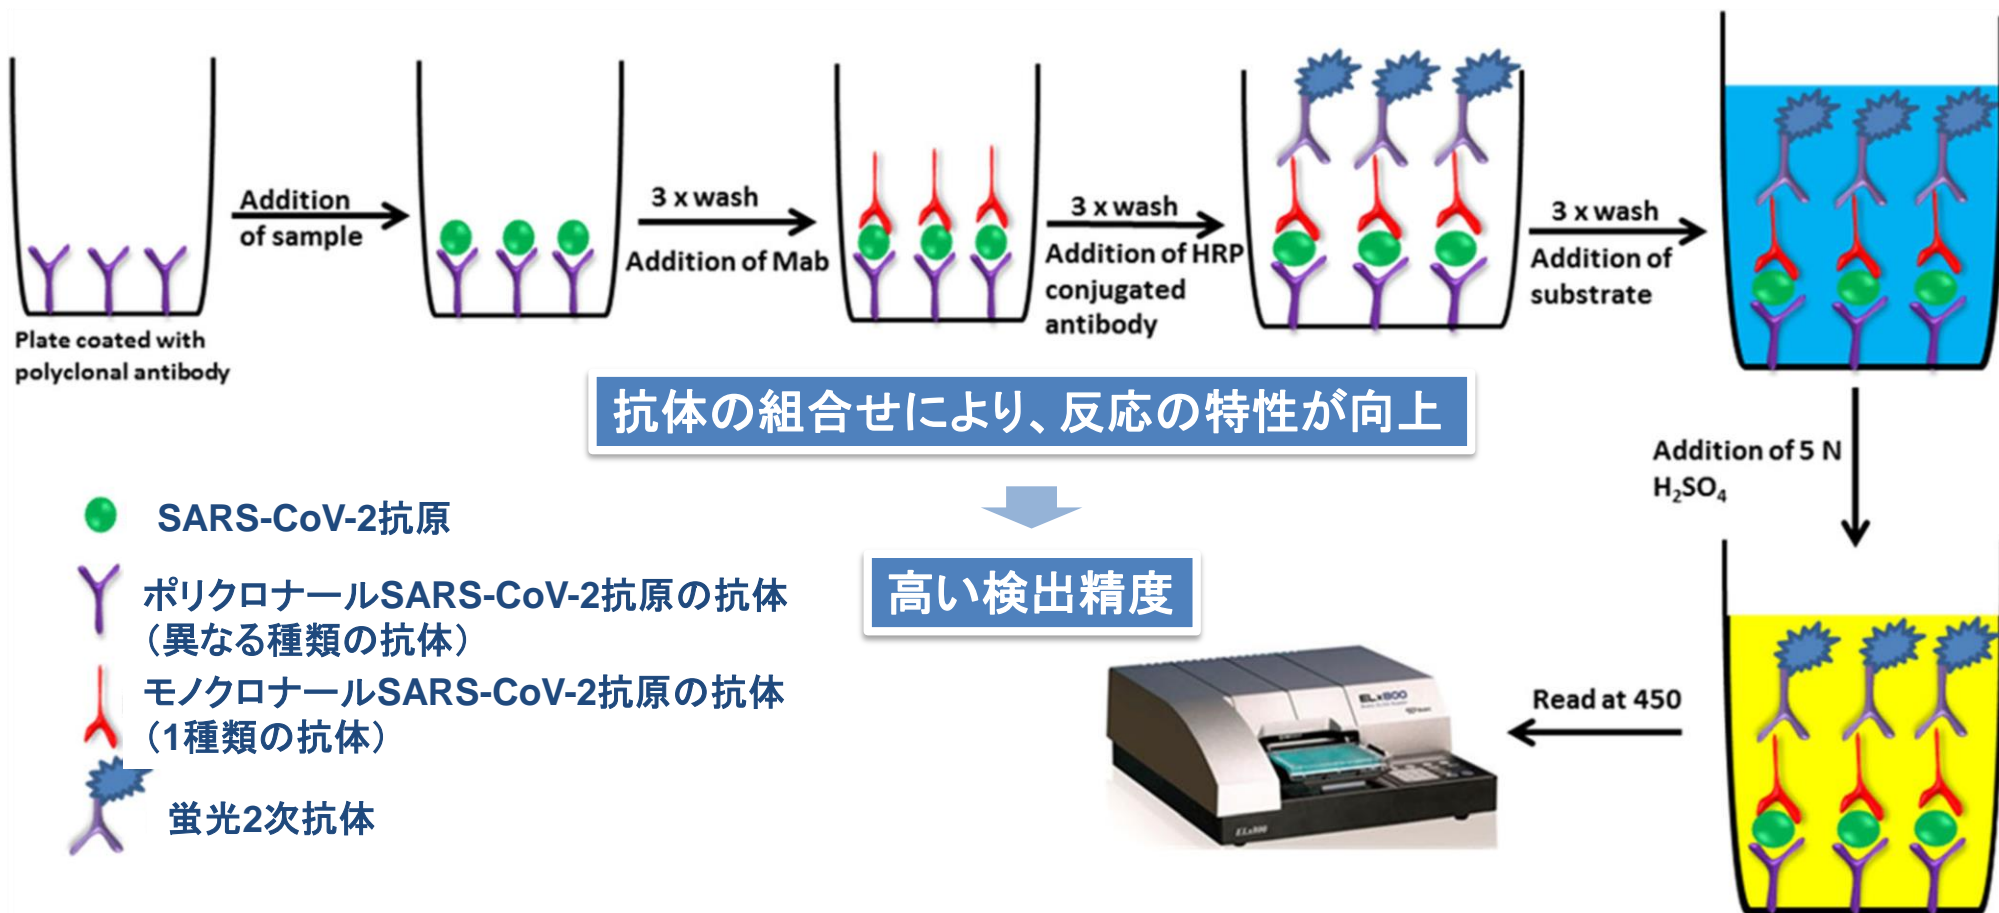 Addition
of sample
3 x wash
Addition of Mab
3 x wash
Addition of HRP
conjugated
antibody
3 x wash
Addition of
substrate
Plate coated with
polyclonal antibody
抗体の組合せにより、反応の特性が向上
Addition of 5 N
H₂SO₄
SARS-CoV-2抗原
高い検出精度
ポリクロナールSARS-CoV-2抗原の抗体
（異なる種類の抗体）
モノクロナールSARS-CoV-2抗原の抗体
（1種類の抗体）
蛍光2次抗体
ELx800
ELx800
Read at 450